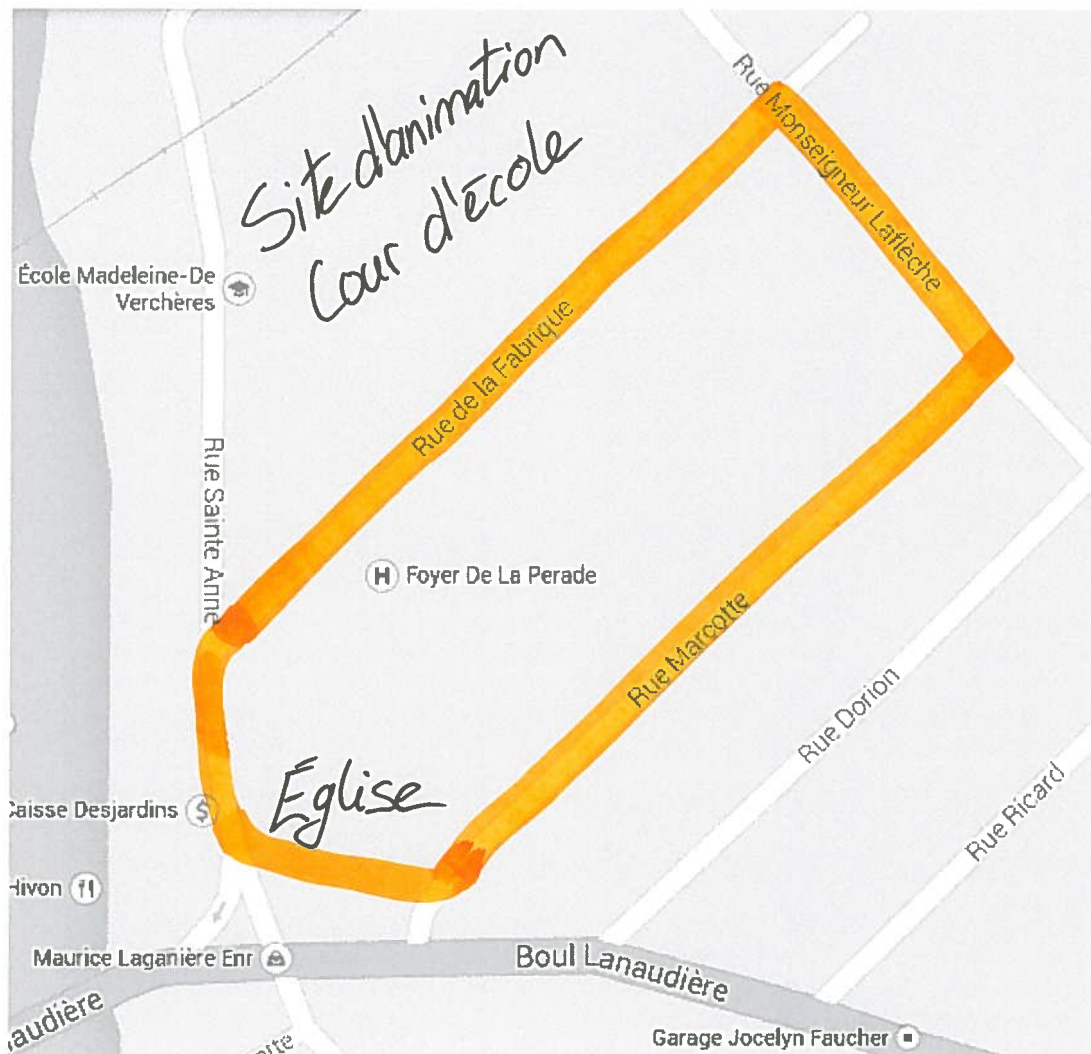 Site d'animation
Cour d'école
Rue Monseigneur Laflèche
École Madeleine-De
Verchères
Rue de la Fabrique
Rue Sainte Anne
Foyer De La Perade
Rue Marcotte
Rue Dorion
Rue Ricard
Église
Caisse Desjardins
Hivon
Maurice Laganière Enr
Boul Lanaudière
Garage Jocelyn Faucher